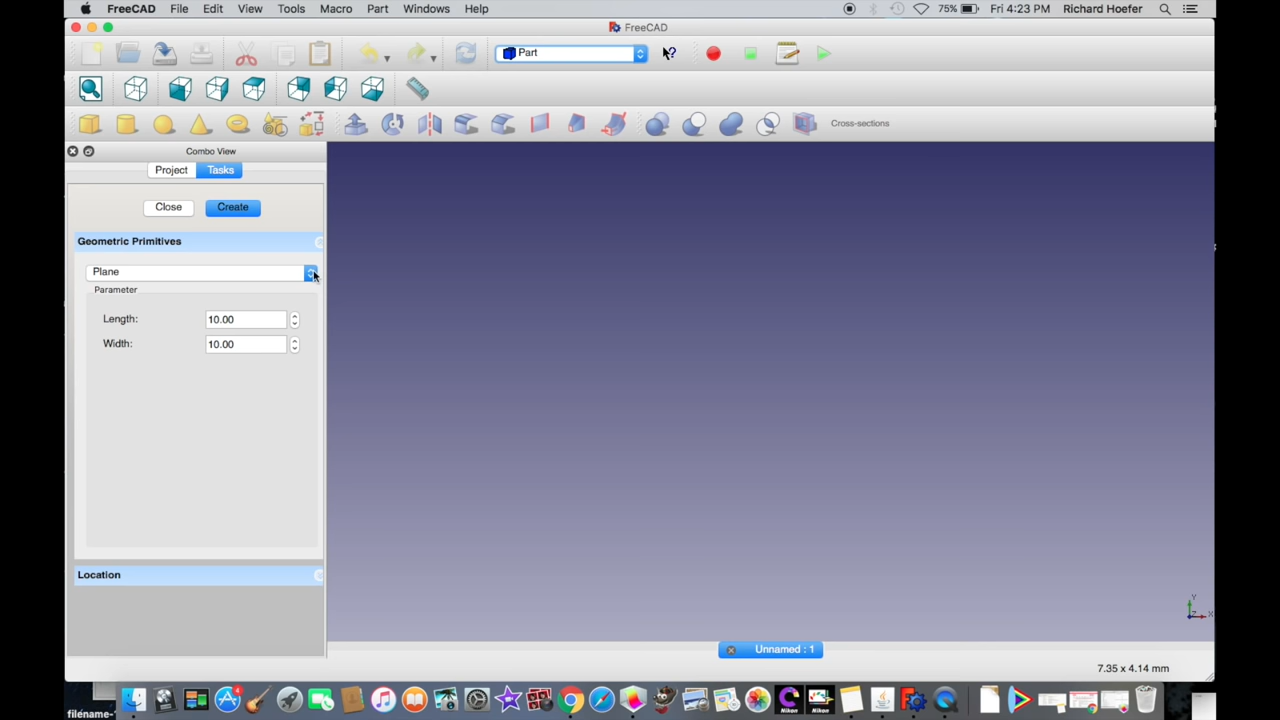 FreeCAD File Edit View Tools Macro Part Windows Help 75% Fri 4:23 PM Richard Hoefer
FreeCAD
Part
Cross-sections
Combo View
Project Tasks
Close Create
Geometric Primitives
Plane
Parameter
Length: 10.00
Width: 10.00
Location
Y
Z X
Unnamed : 1
7.35 x 4.14 mm
Nikon Nikon
filename-